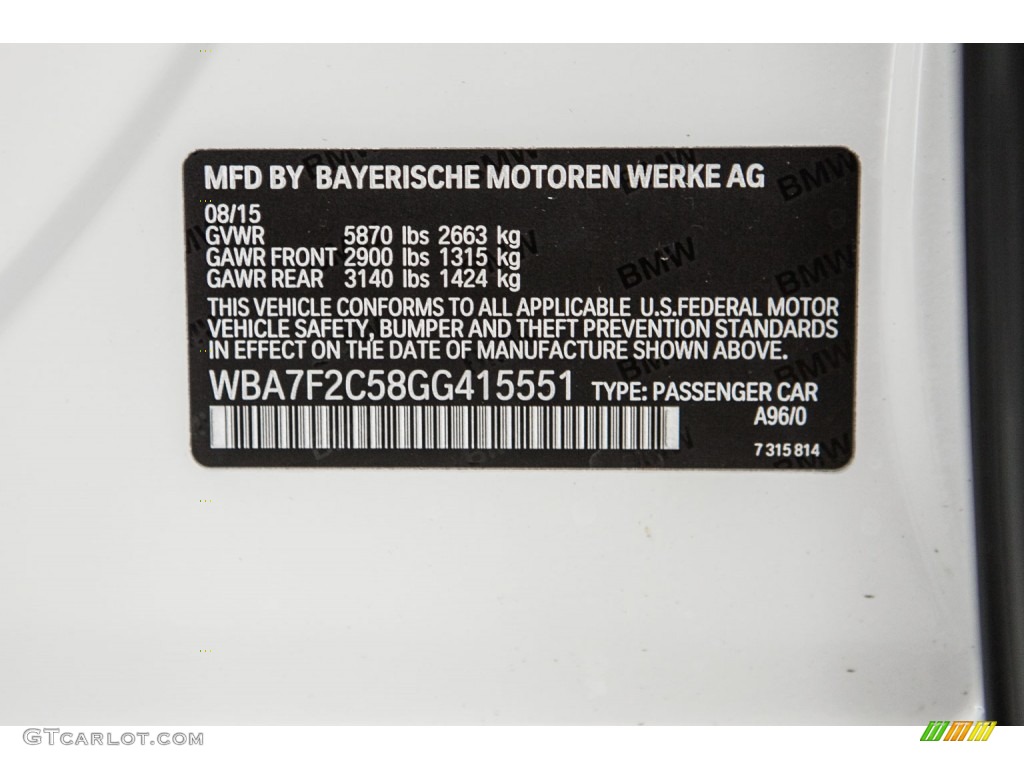 MFD BY BAYERISCHE MOTOREN WERKE AG
08/15
GVWR 5870 lbs 2663 kg
GAWR FRONT 2900 lbs 1315 kg
GAWR REAR 3140 lbs 1424 kg
THIS VEHICLE CONFORMS TO ALL APPLICABLE U.S.FEDERAL MOTOR
VEHICLE SAFETY, BUMPER AND THEFT PREVENTION STANDARDS
IN EFFECT ON THE DATE OF MANUFACTURE SHOWN ABOVE.
WBA7F2C58GG415551 TYPE: PASSENGER CAR
A96/0
7 315 814
GTCarLot.com